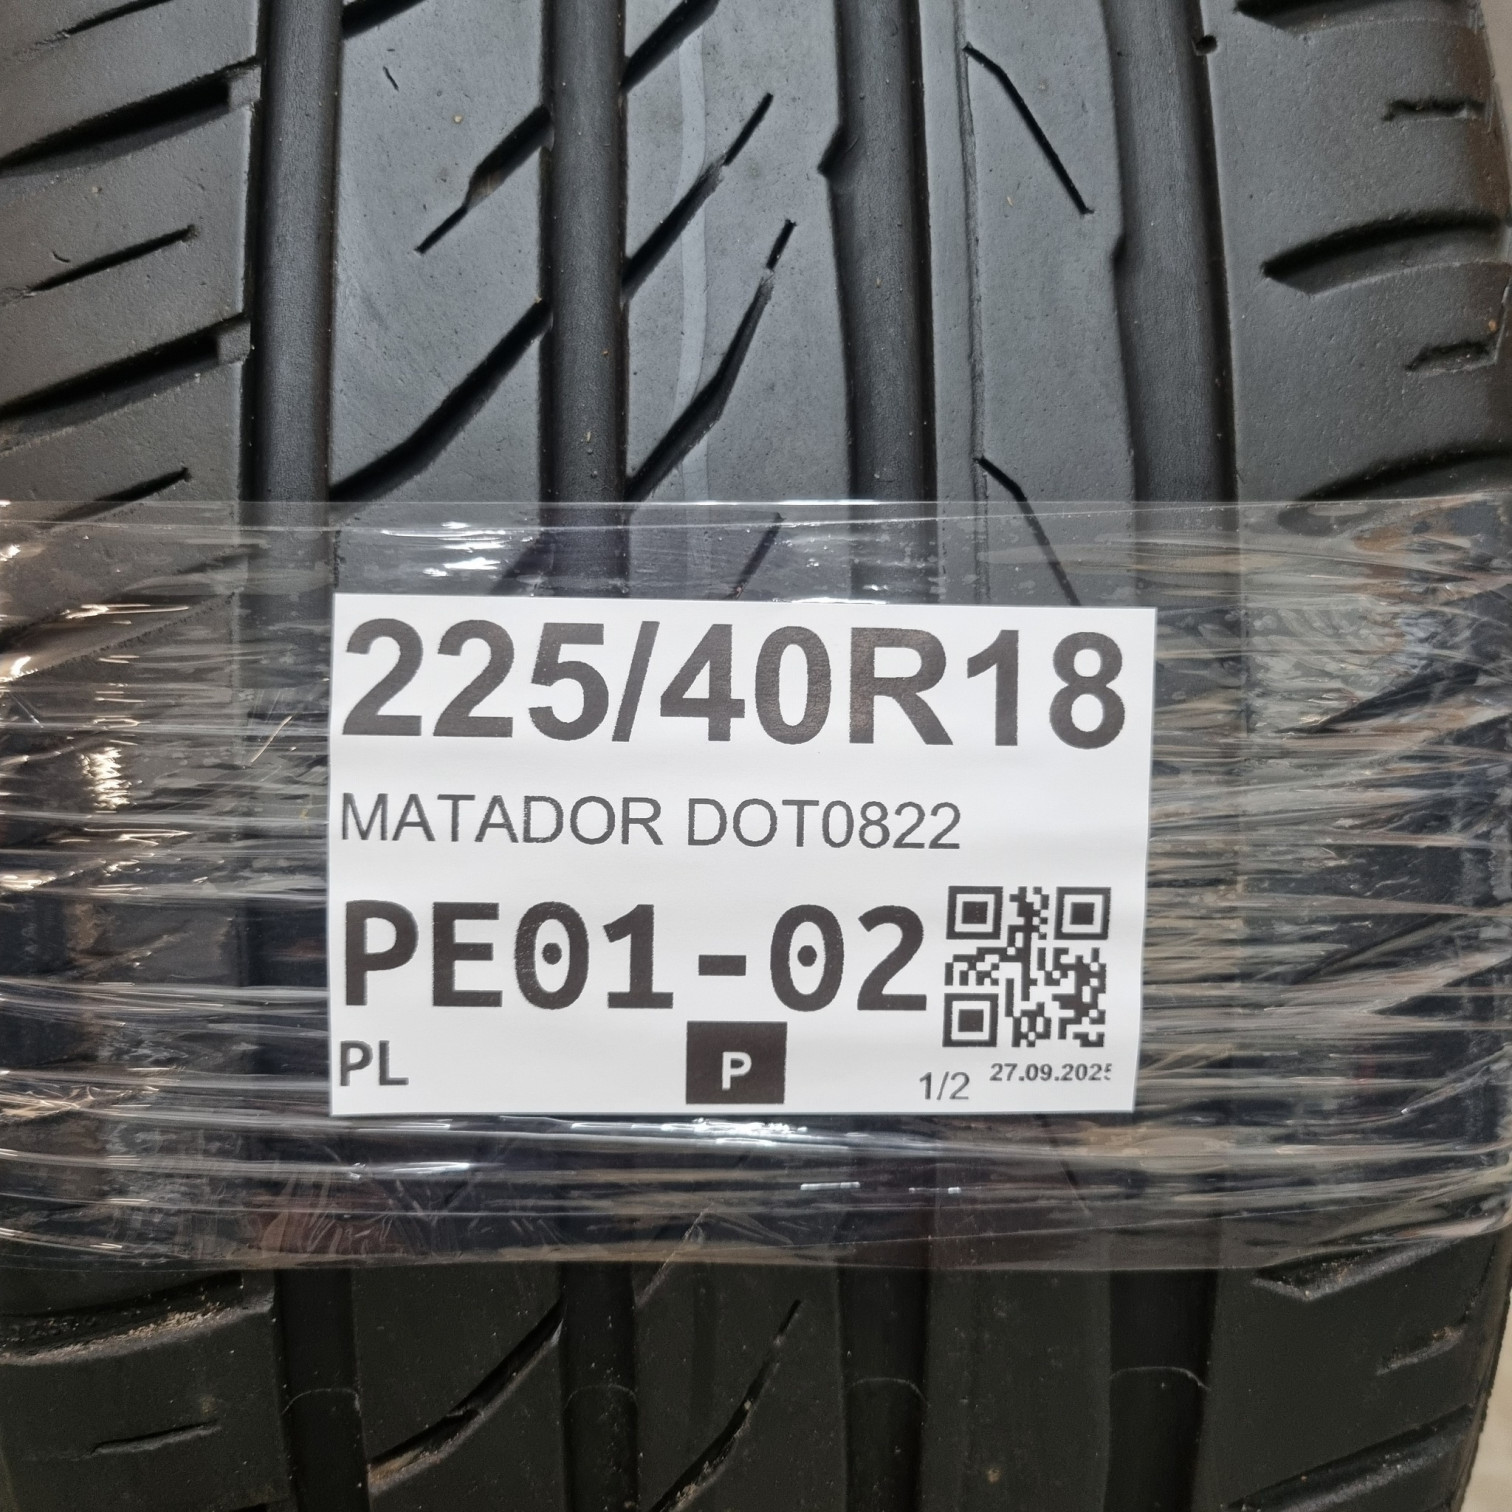 225/40R18
MATADOR DOT0822
PE01-02
PL P 1/2 27.09.2025